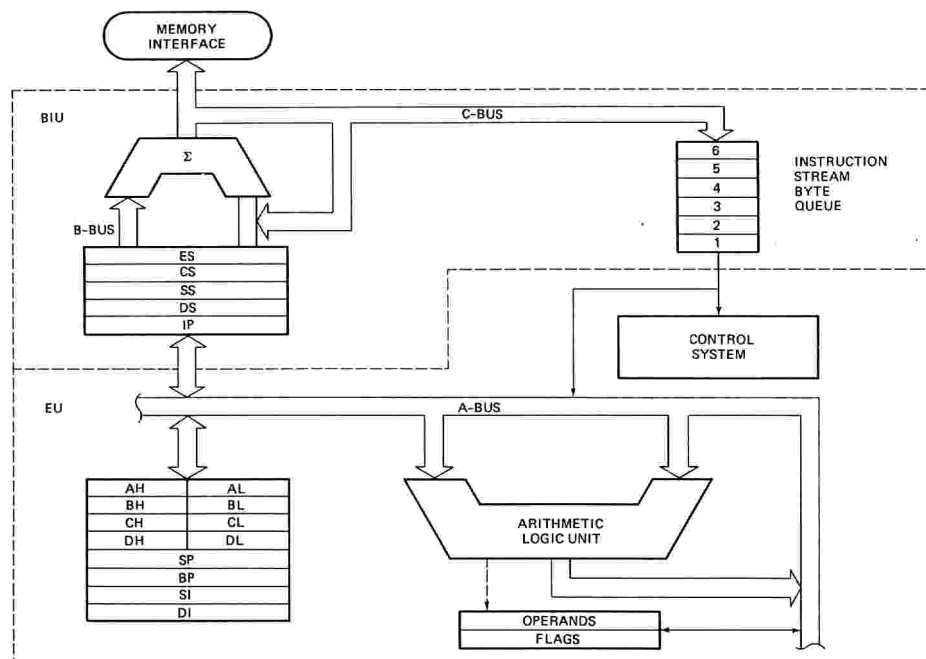 MEMORY
INTERFACE
BIU
C-BUS
Σ
6
5
4
3
2
1
INSTRUCTION
STREAM
BYTE
QUEUE
B-BUS
ES
CS
SS
DS
IP
CONTROL
SYSTEM
EU
A-BUS
AH AL
BH BL
CH CL
DH DL
SP
BP
SI
DI
ARITHMETIC
LOGIC UNIT
OPERANDS
FLAGS